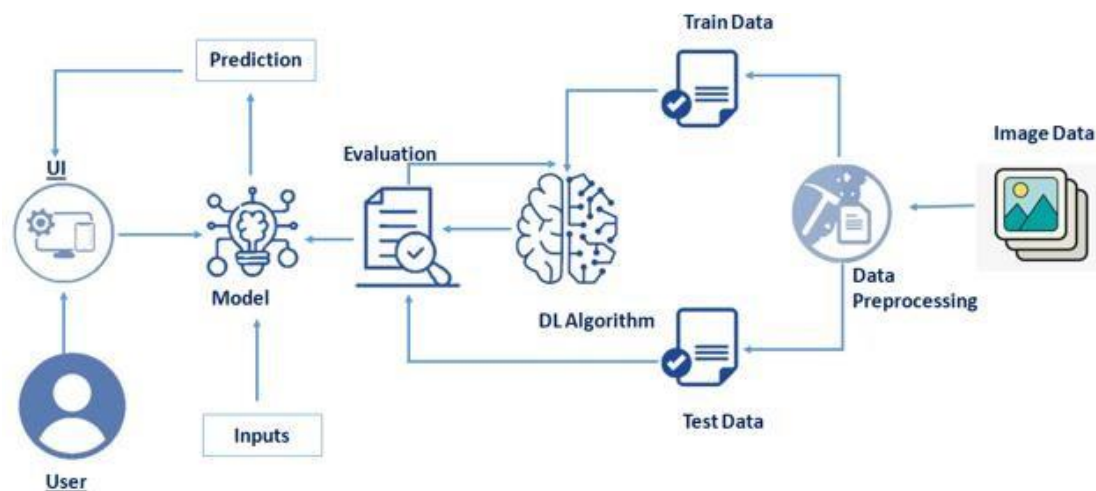 Train Data
Prediction
Image Data
Evaluation
UI
Data
Preprocessing
Model
DL Algorithm
Test Data
Inputs
User